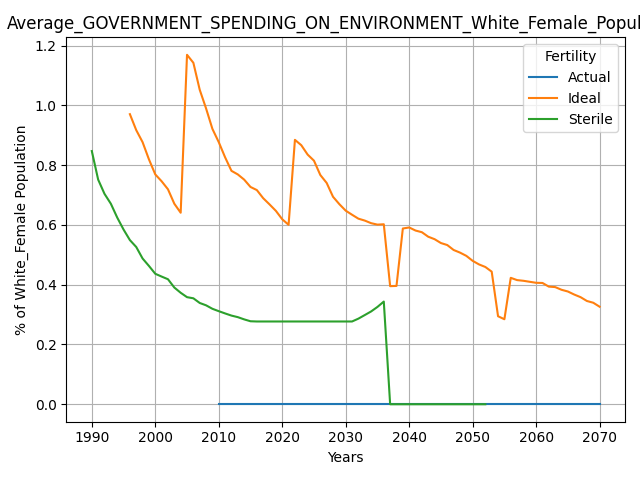 Average_GOVERNMENT_SPENDING_ON_ENVIRONMENT_White_Female_Popul
1.2
1.0
0.8
0.6
0.4
0.2
0.0
% of White_Female Population
Fertility
Actual
Ideal
Sterile
1990 2000 2010 2020 2030 2040 2050 2060 2070
Years